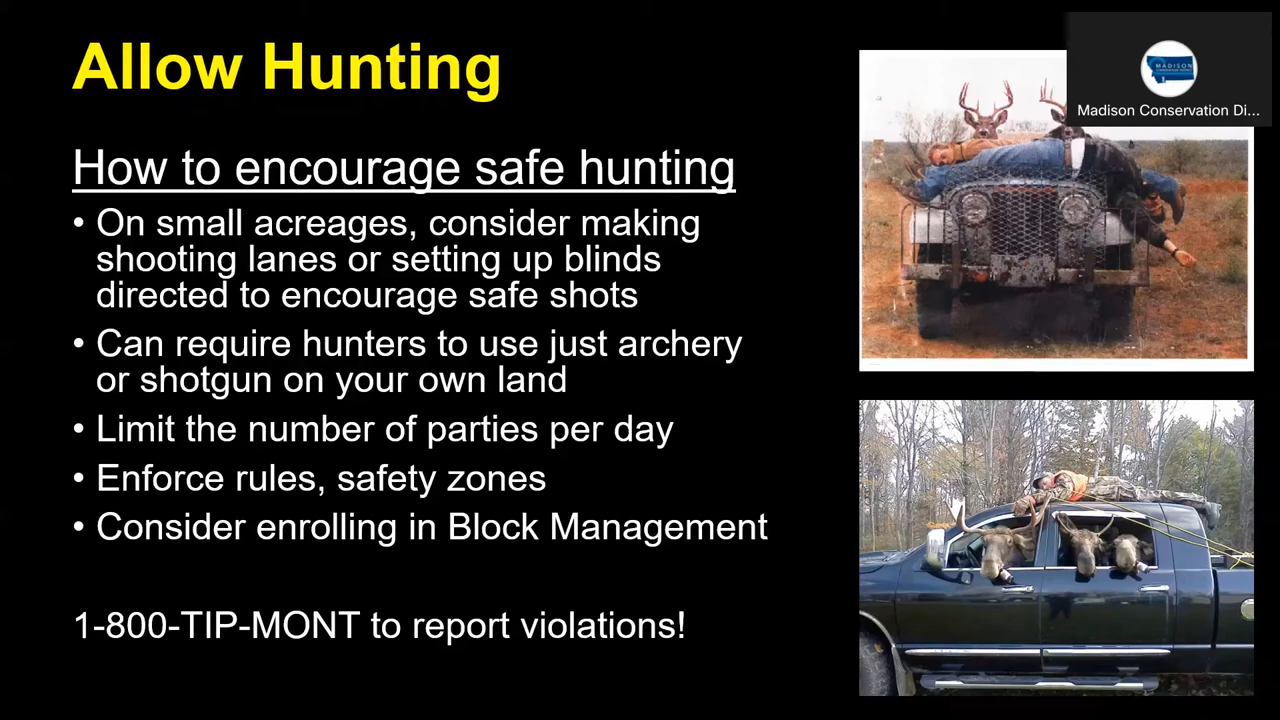 Allow Hunting
MADISON
Madison Conservation Di...
How to encourage safe hunting
• On small acreages, consider making
shooting lanes or setting up blinds
directed to encourage safe shots
• Can require hunters to use just archery
or shotgun on your own land
• Limit the number of parties per day
• Enforce rules, safety zones
• Consider enrolling in Block Management
1-800-TIP-MONT to report violations!